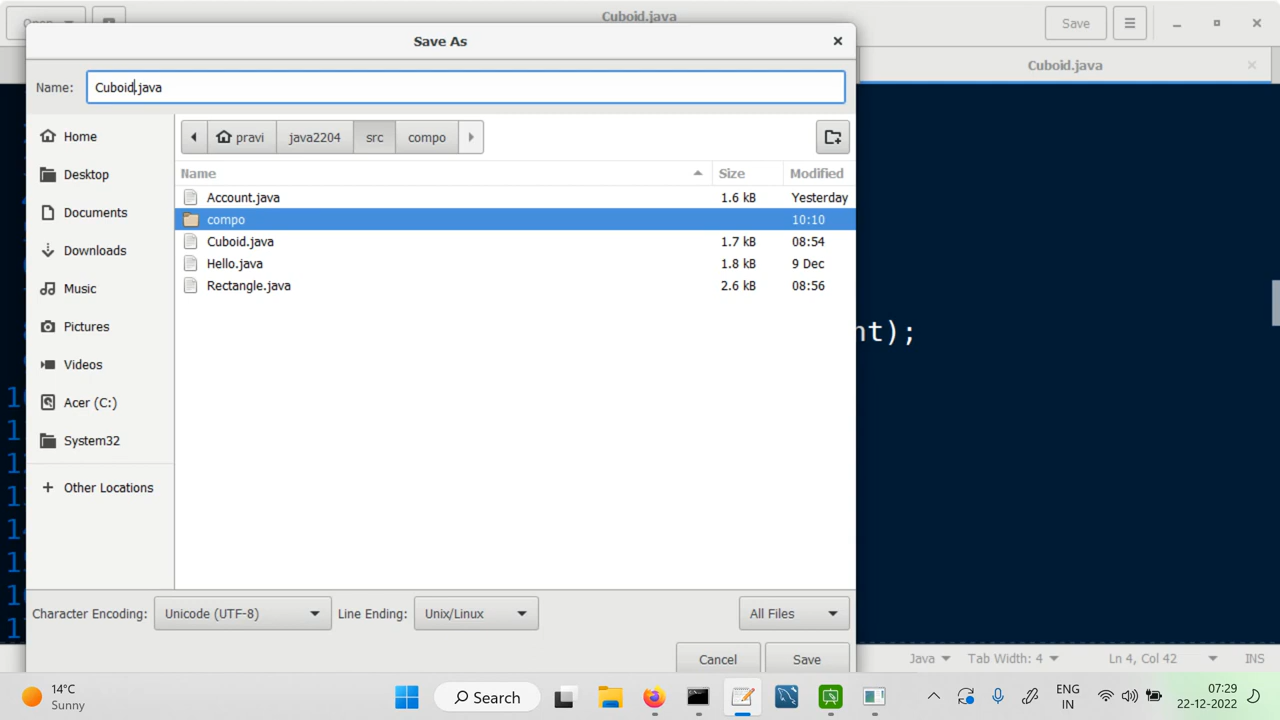 Open
Cuboid.java
Save
Save As
Name:
Cuboid.java
Cuboid.java
Home
pravi
java2204
src
compo
Desktop
Name
Size
Modified
Account.java
1.6 kB
Yesterday
Documents
compo
10:10
Cuboid.java
1.7 kB
08:54
Downloads
Hello.java
1.8 kB
9 Dec
Music
Rectangle.java
2.6 kB
08:56
Pictures
nt);
Videos
Acer (C:)
System32
Other Locations
Character Encoding:
Unicode (UTF-8)
Line Ending:
Unix/Linux
All Files
Cancel
Save
Java
Tab Width: 4
Ln 4, Col 42
INS
14°C
Sunny
Search
ENG
IN
07:29
22-12-2022